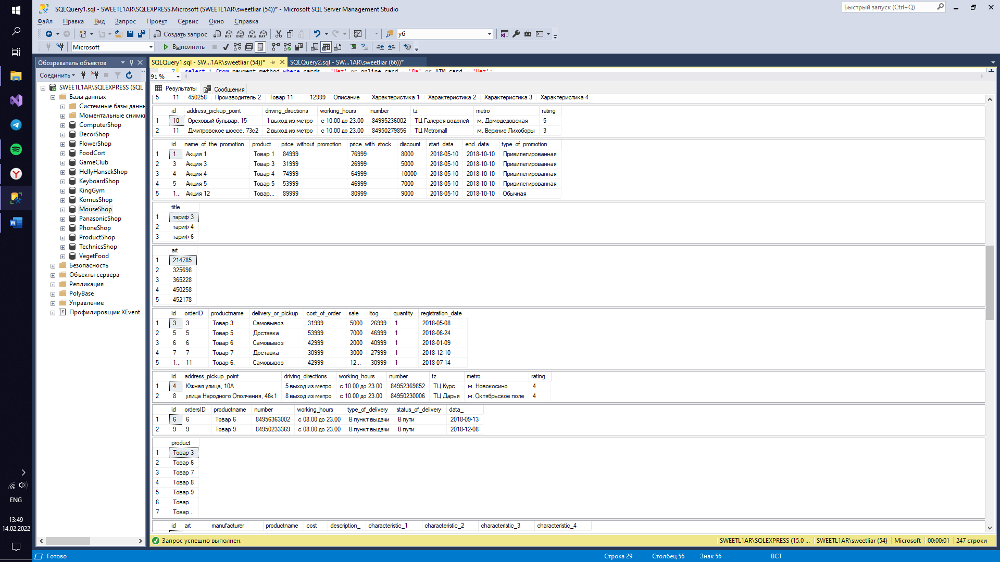 SQLQuery1.sql - SWEETL1AR\SQLEXPRESS.Microsoft (SWEETL1AR\sweetliar (54))* - Microsoft SQL Server Management Studio
Быстрый запуск (Ctrl+Q)
Файл Правка Вид Запрос Проект Сервис Окно Справка
Создать запрос
MDX DMX XMLA DAX
у6
Microsoft
Выполнить
Обозреватель объектов
Соединить
SWEETL1AR\SQLEXPRESS (SQL
Базы данных
Системные базы данн
Моментальные снимк
ComputerShop
DecorShop
FlowerShop
FoodCort
GameClub
HellyHansekShop
KeyboardShop
KingGym
KomusShop
MouseShop
PanasonicShop
PhoneShop
ProductShop
TechnicsShop
VegetFood
Безопасность
Объекты сервера
Репликация
PolyBase
Управление
Профилировщик XEvent
SQLQuery1.sql - SW...1AR\sweetliar (54))*
SQLQuery2.sql - SW...1AR\sweetliar (66))*
7 select * from payment_method where cards = 'Нет' or online_card = 'Да' or ATM_card = 'Нет';
91 %
Результаты Сообщения
5 11 450258 Производитель 2 Товар 11 12999 Описание Характеристика 1 Характеристика 2 Характеристика 3 Характеристика 4
id address_pickup_point driving_directions working_hours number tz metro rating
1 10 Ореховый бульвар, 15 1 выход из метро с 10.00 до 23.00 84995236002 ТЦ Галерея водолей м. Домодедовская 5
2 11 Дмитровское шоссе, 73с2 2 выход из метро с 10.00 до 23.00 84950279856 ТЦ Metromall м. Верхние Лихоборы 3
id name_of_the_promotion product price_without_promotion price_with_stock discount start_data end_data type_of_promotion
1 1 Акция 1 Товар 1 84999 76999 8000 2018-05-10 2018-10-10 Привилегированная
2 3 Акция 3 Товар 3 31999 26999 5000 2018-05-10 2018-10-10 Привилегированная
3 4 Акция 4 Товар 4 74999 64999 10000 2018-05-10 2018-10-10 Привилегированная
4 5 Акция 5 Товар 5 53999 46999 7000 2018-05-10 2018-10-10 Привилегированная
5 1... Акция 12 Товар... 89999 80999 9000 2018-05-10 2018-10-10 Обычная
title
1 тариф 3
2 тариф 4
3 тариф 6
art
1 214785
2 325698
3 365228
4 450258
5 452178
id orderID productname delivery_or_pickup cost_of_order sale itog quantity registration_date
1 3 3 Товар 3 Самовывоз 31999 5000 26999 1 2018-05-08
2 5 5 Товар 5 Доставка 53999 7000 46999 1 2018-06-24
3 6 6 Товар 6 Самовывоз 42999 2000 40999 1 2018-01-09
4 7 7 Товар 7 Доставка 30999 3000 27999 1 2018-12-10
5 1... 11 Товар 6, Самовывоз 42999 12... 30999 1 2018-07-14
id address_pickup_point driving_directions working_hours number tz metro rating
1 4 Южная улица, 10А 5 выход из метро с 10.00 до 23.00 84952369852 ТЦ Курс м. Новокосино 4
2 8 улица Народного Ополчения, 46к1 8 выход из метро с 10.00 до 23.00 84950230006 ТЦ Дарья м. Октябрьское поле 4
id ordersID productname number working_hours type_of_delivery status_of_delivery data_
1 6 6 Товар 6 84956363002 с 08.00 до 23.00 В пункт выдачи В пути 2018-09-13
2 9 9 Товар 9 84950233369 с 08.00 до 23.00 В пункт выдачи В пути 2018-12-08
product
1 Товар 3
2 Товар 6
3 Товар 7
4 Товар 8
5 Товар 9
6 Товар...
7 Товар...
id art manufacturer productname cost description_ characteristic_1 characteristic_2 characteristic_3 characteristic_4
Запрос успешно выполнен.
SWEETL1AR\SQLEXPRESS (15.0 ... SWEETL1AR\sweetliar (54) Microsoft 00:00:01 247 строки
Готово
Строка 29 Столбец 56 Знак 56 ВСТ
ENG
13:49
14.02.2022